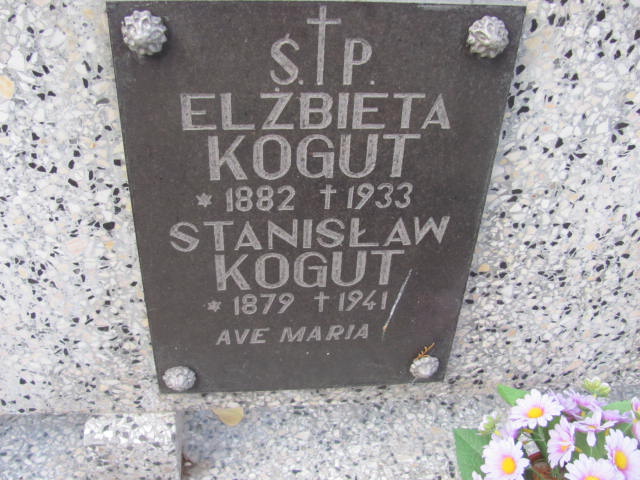 Ś.†P.
ELŻBIETA
KOGUT
* 1882 † 1933
STANISŁAW
KOGUT
* 1879 † 1941
AVE MARIA